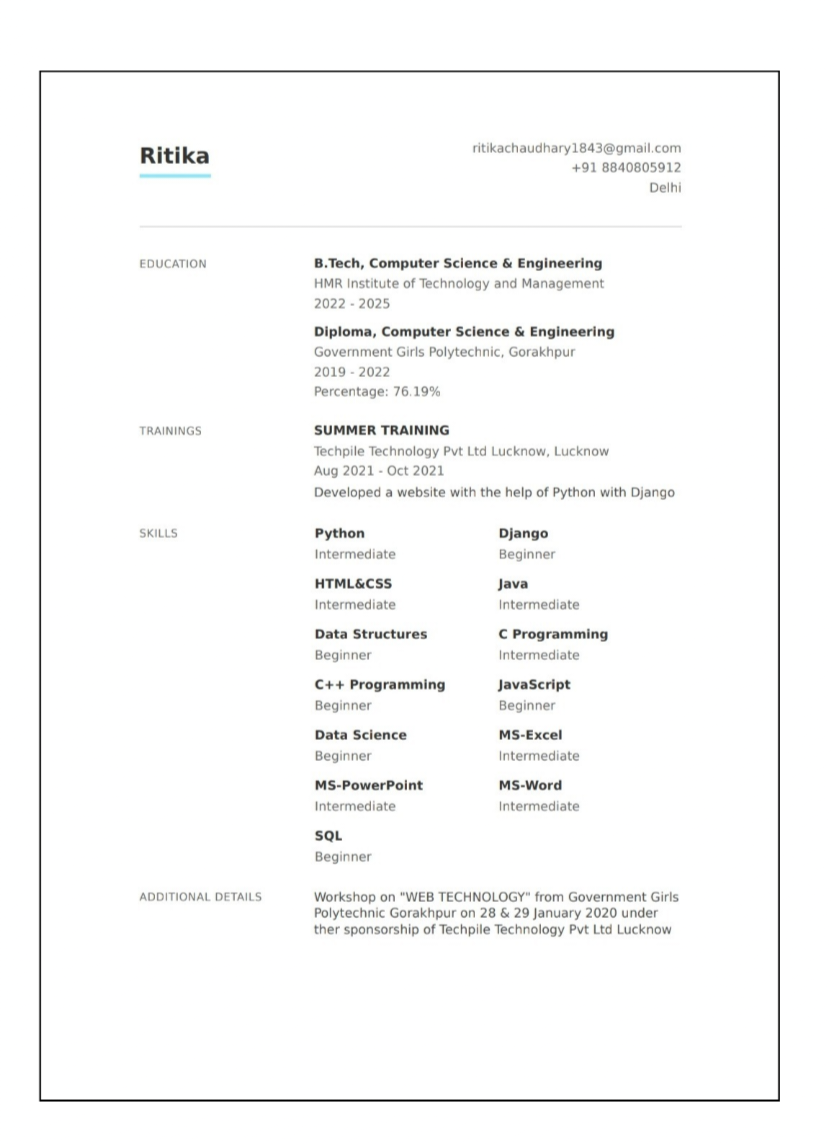 Ritika
ritikachaudhary1843@gmail.com
+91 8840805912
Delhi
EDUCATION
B.Tech, Computer Science & Engineering
HMR Institute of Technology and Management
2022 - 2025
Diploma, Computer Science & Engineering
Government Girls Polytechnic, Gorakhpur
2019 - 2022
Percentage: 76.19%
TRAININGS
SUMMER TRAINING
Techpile Technology Pvt Ltd Lucknow, Lucknow
Aug 2021 - Oct 2021
Developed a website with the help of Python with Django
SKILLS
Python
Intermediate
Django
Beginner
HTML&CSS
Intermediate
Java
Intermediate
Data Structures
Beginner
C Programming
Intermediate
C++ Programming
Beginner
JavaScript
Beginner
Data Science
Beginner
MS-Excel
Intermediate
MS-PowerPoint
Intermediate
MS-Word
Intermediate
SQL
Beginner
ADDITIONAL DETAILS
Workshop on "WEB TECHNOLOGY" from Government Girls
Polytechnic Gorakhpur on 28 & 29 January 2020 under
ther sponsorship of Techpile Technology Pvt Ltd Lucknow